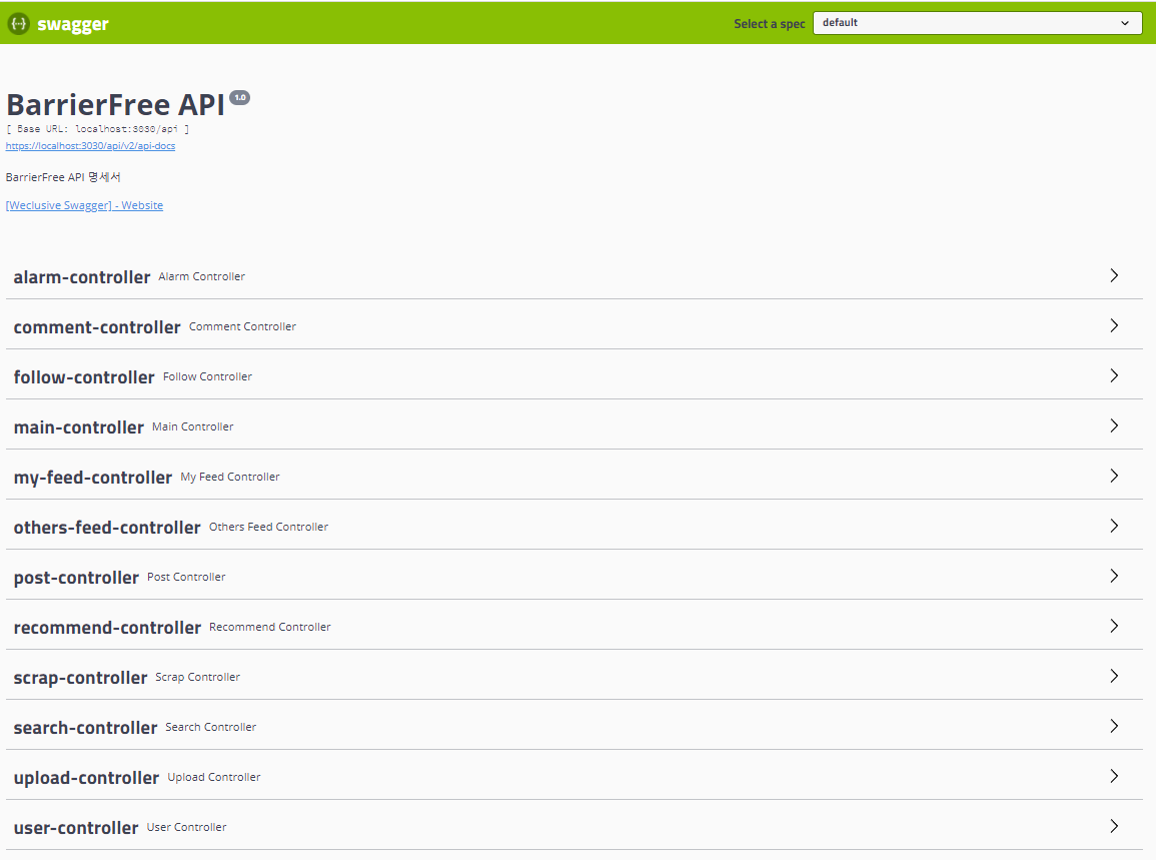 swagger Select a spec default
BarrierFree API 1.0
[ Base URL: localhost:3030/api ]
https://localhost:3030/api/v2/api-docs
BarrierFree API 명세서
[Weclusive Swagger] - Website
alarm-controller Alarm Controller
comment-controller Comment Controller
follow-controller Follow Controller
main-controller Main Controller
my-feed-controller My Feed Controller
others-feed-controller Others Feed Controller
post-controller Post Controller
recommend-controller Recommend Controller
scrap-controller Scrap Controller
search-controller Search Controller
upload-controller Upload Controller
user-controller User Controller